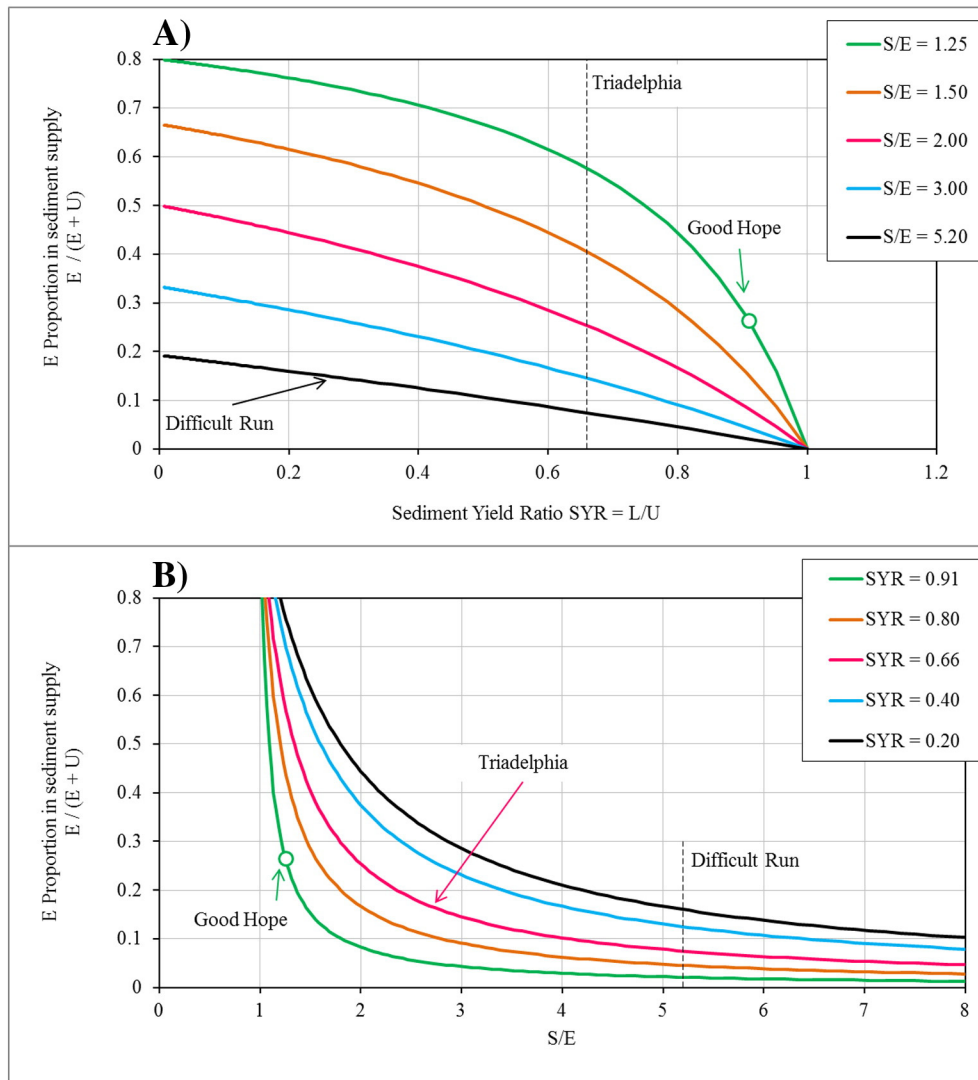 A)
S/E = 1.25
S/E = 1.50
S/E = 2.00
S/E = 3.00
S/E = 5.20
E Proportion in sediment supply
E / (E + U)
0.8
0.7
0.6
0.5
0.4
0.3
0.2
0.1
0
Triadelphia
Good Hope
Difficult Run
0 0.2 0.4 0.6 0.8 1 1.2
Sediment Yield Ratio SYR = L/U
B)
SYR = 0.91
SYR = 0.80
SYR = 0.66
SYR = 0.40
SYR = 0.20
E Proportion in sediment supply
E / (E + U)
0.8
0.7
0.6
0.5
0.4
0.3
0.2
0.1
0
Triadelphia
Difficult Run
Good Hope
0 1 2 3 4 5 6 7 8
S/E